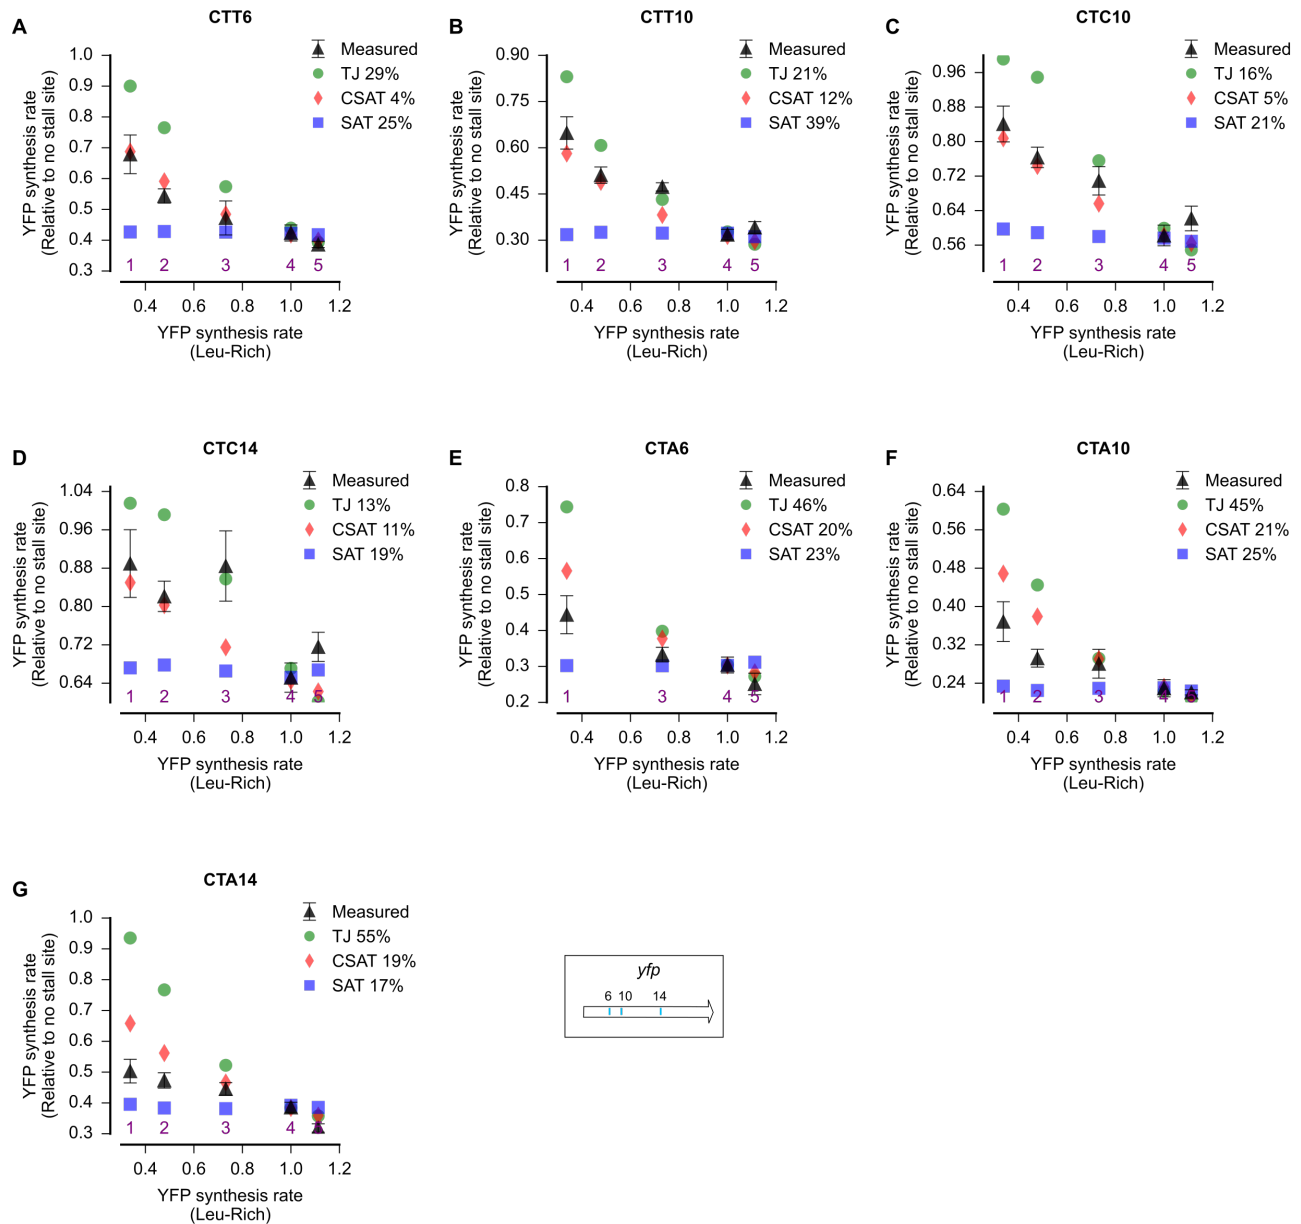 A
CTT6
Measured
TJ 29%
CSAT 4%
SAT 25%
YFP synthesis rate
(Relative to no stall site)
1.0
0.9
0.8
0.7
0.6
0.5
0.4
0.3
1 2 3 4 5
0.4 0.6 0.8 1.0 1.2
YFP synthesis rate
(Leu-Rich)
B
CTT10
Measured
TJ 21%
CSAT 12%
SAT 39%
YFP synthesis rate
(Relative to no stall site)
0.90
0.75
0.60
0.45
0.30
1 2 3 4 5
0.4 0.6 0.8 1.0 1.2
YFP synthesis rate
(Leu-Rich)
C
CTC10
Measured
TJ 16%
CSAT 5%
SAT 21%
YFP synthesis rate
(Relative to no stall site)
0.96
0.88
0.80
0.72
0.64
0.56
1 2 3 4 5
0.4 0.6 0.8 1.0 1.2
YFP synthesis rate
(Leu-Rich)
D
CTC14
Measured
TJ 13%
CSAT 11%
SAT 19%
YFP synthesis rate
(Relative to no stall site)
1.04
0.96
0.88
0.80
0.72
0.64
1 2 3 4 5
0.4 0.6 0.8 1.0 1.2
YFP synthesis rate
(Leu-Rich)
E
CTA6
Measured
TJ 46%
CSAT 20%
SAT 23%
YFP synthesis rate
(Relative to no stall site)
0.8
0.7
0.6
0.5
0.4
0.3
0.2
1 3 4 5
0.4 0.6 0.8 1.0 1.2
YFP synthesis rate
(Leu-Rich)
F
CTA10
Measured
TJ 45%
CSAT 21%
SAT 25%
YFP synthesis rate
(Relative to no stall site)
0.64
0.56
0.48
0.40
0.32
0.24
1 2 3 4 5
0.4 0.6 0.8 1.0 1.2
YFP synthesis rate
(Leu-Rich)
G
CTA14
Measured
TJ 55%
CSAT 19%
SAT 17%
YFP synthesis rate
(Relative to no stall site)
1.0
0.9
0.8
0.7
0.6
0.5
0.4
0.3
1 2 3 4 5
0.4 0.6 0.8 1.0 1.2
YFP synthesis rate
(Leu-Rich)
yfp
6 10 14